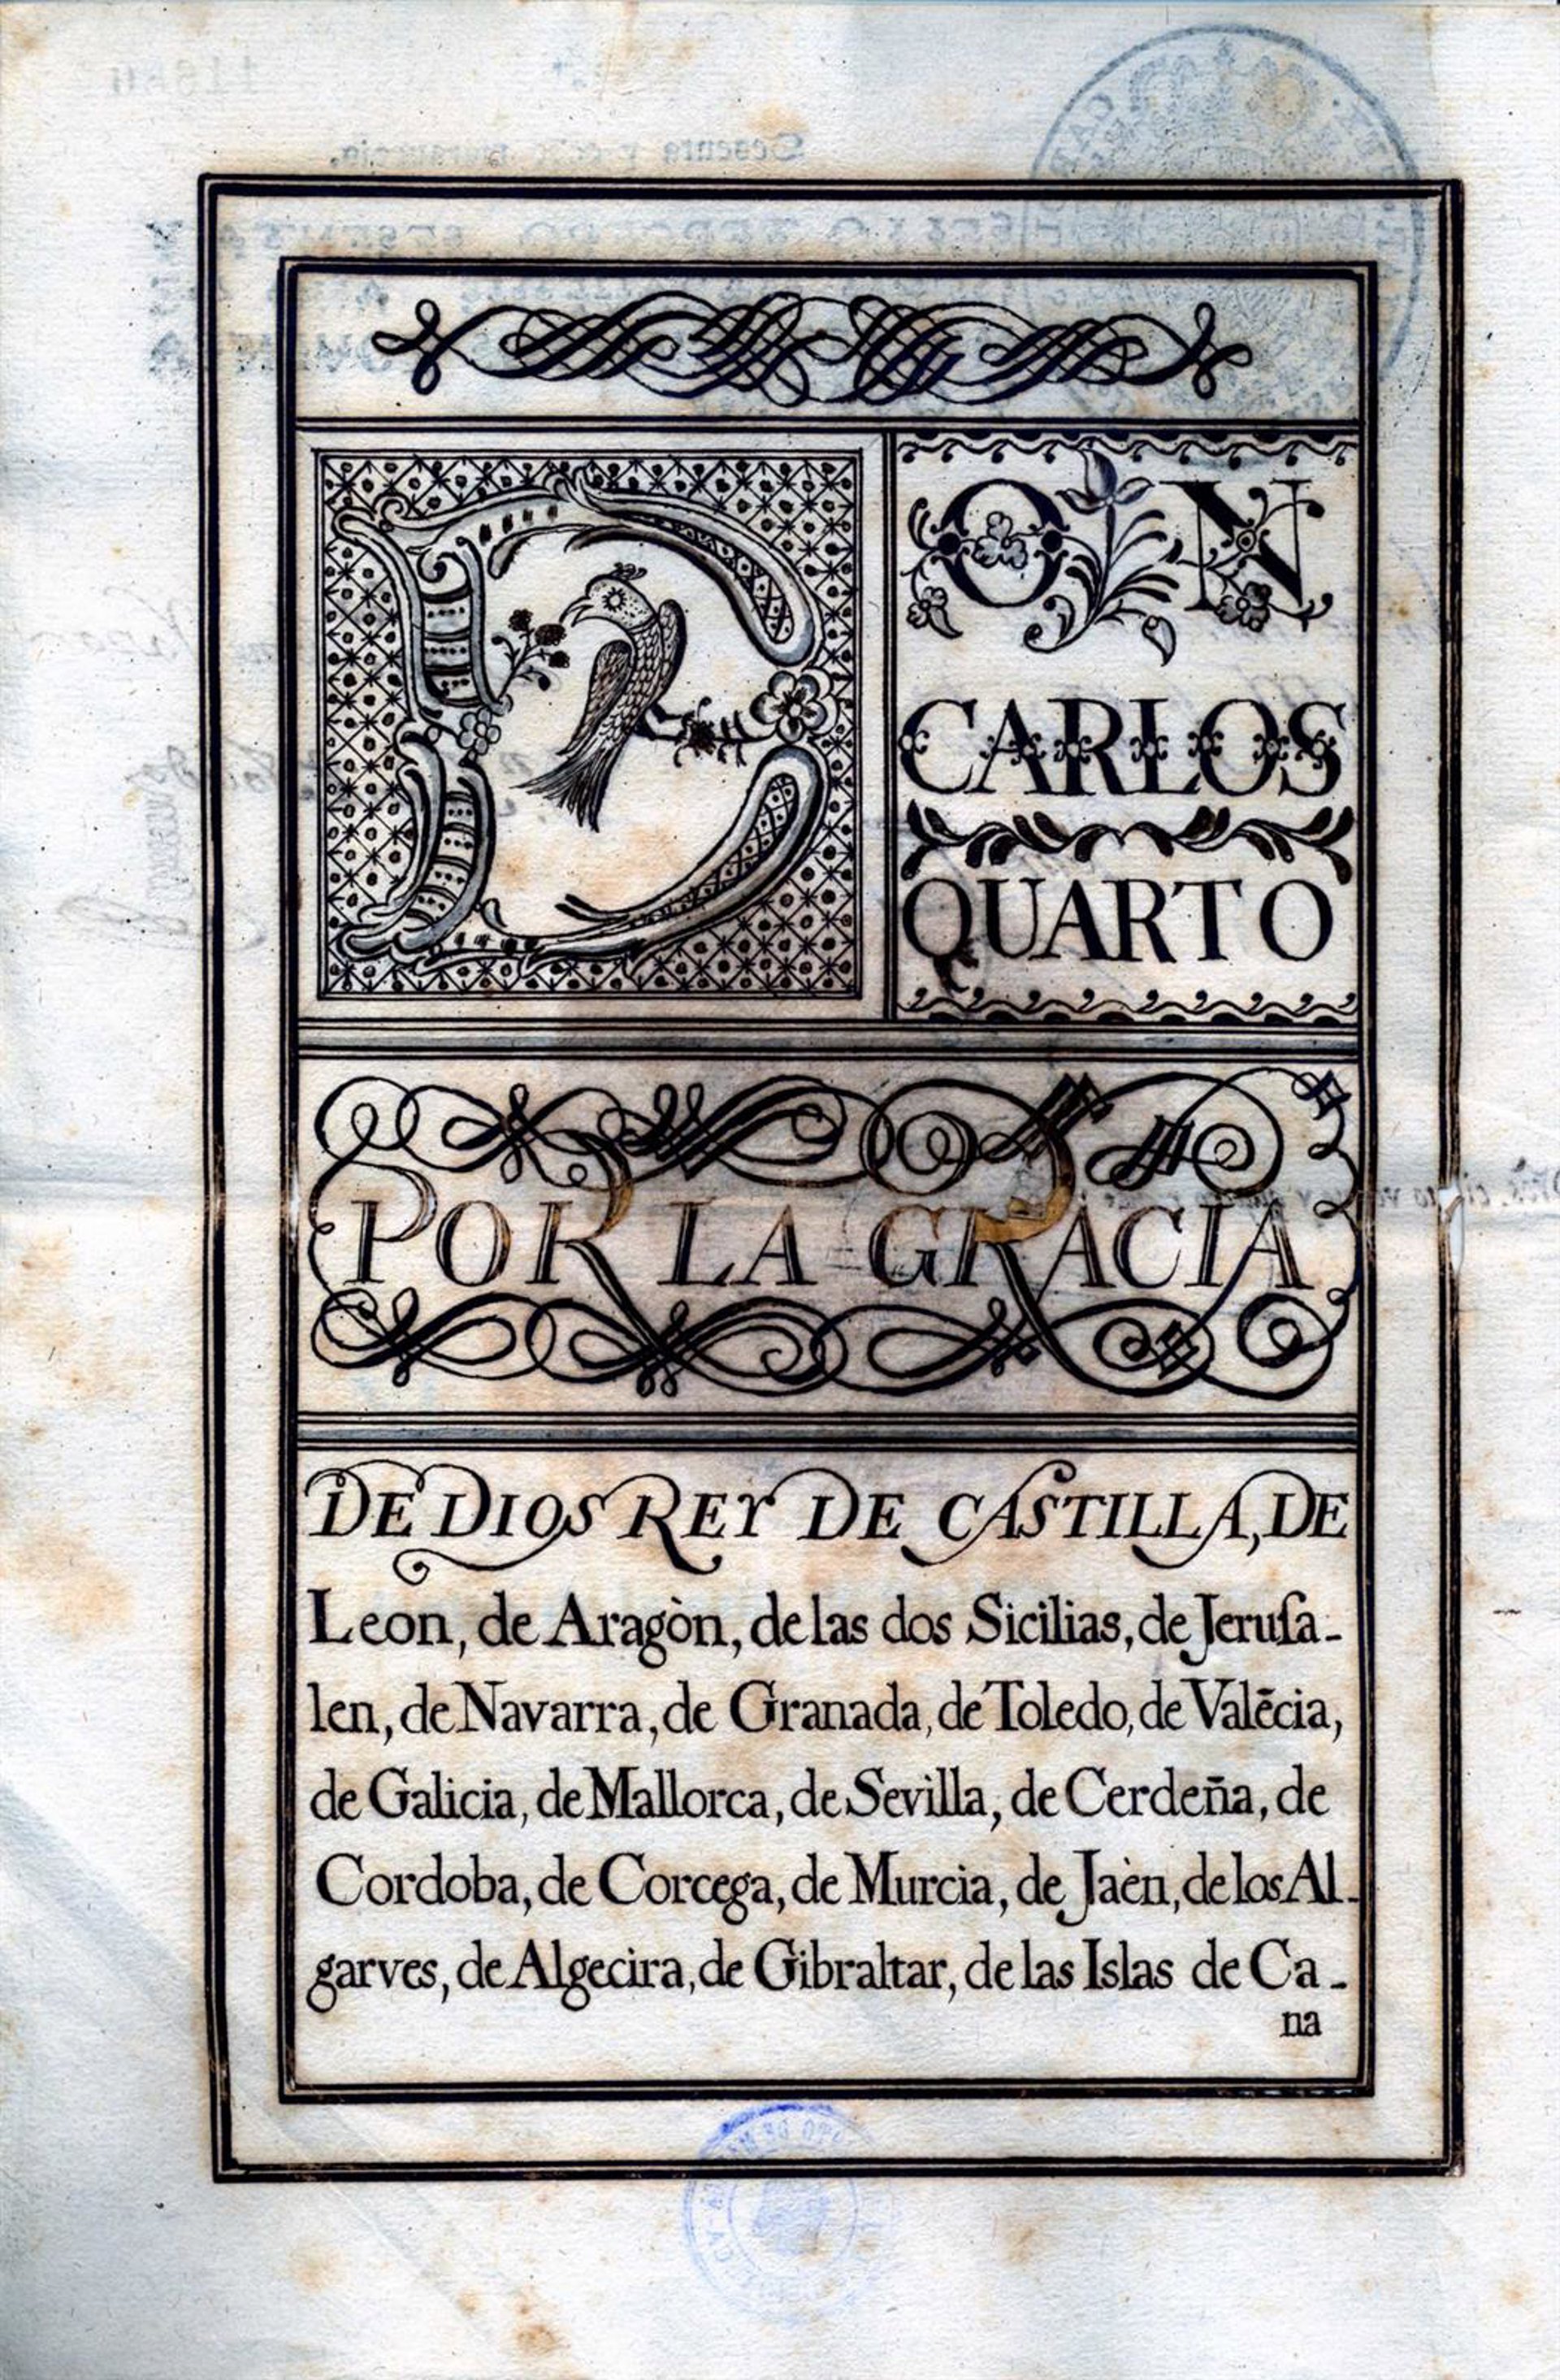 DON
CARLOS
QUARTO
POR LA GRACIA
DE DIOS REY DE CASTILLA, DE
Leon, de Aragòn, de las dos Sicilias, de Jeruſa-
len, de Navarra, de Granada, de Toledo, de Valēcia,
de Galicia, de Mallorca, de Sevilla, de Cerdeña, de
Cordoba, de Corcega, de Murcia, de Jaèn, de los Al-
garves, de Algecira, de Gibraltar, de las Islas de Ca-
na